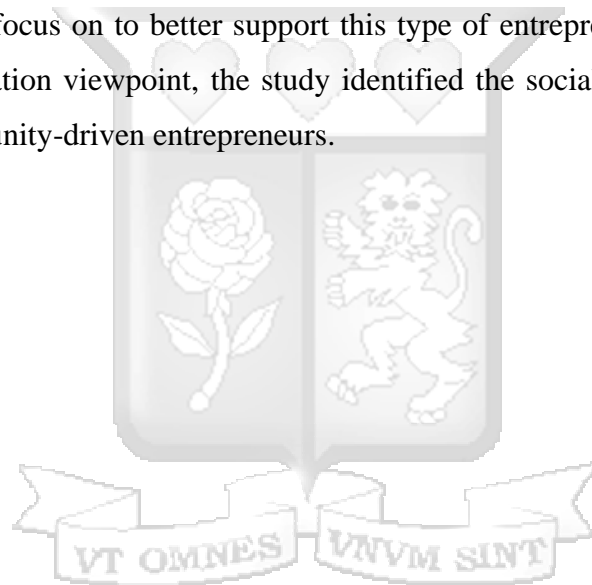 focus on to better support this type of entrepre
ation viewpoint, the study identified the social
unity-driven entrepreneurs.
VT OMNES VNVM SINT